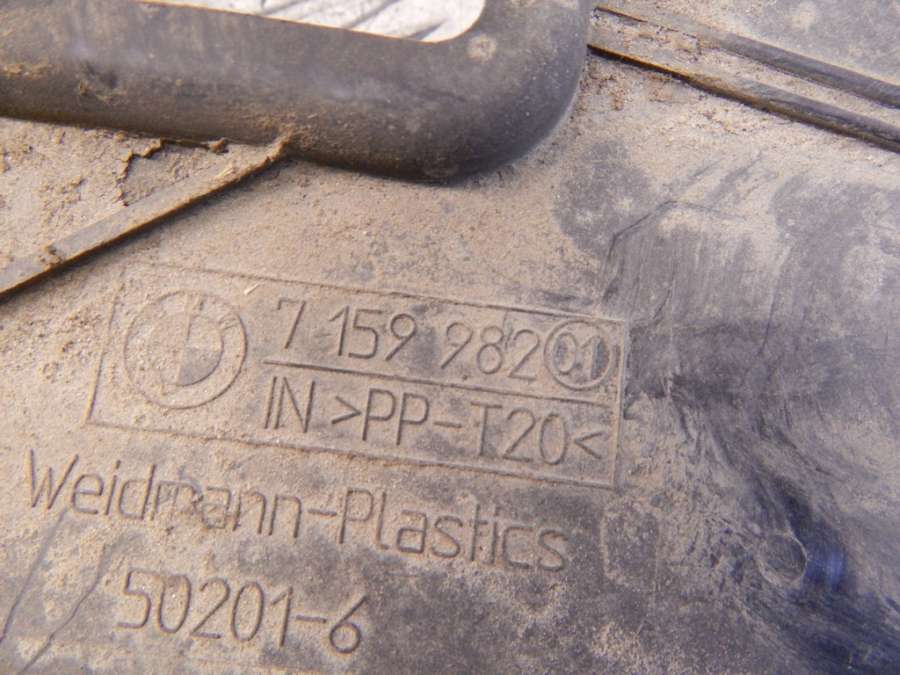 7 159 982 01
IN >PP-T20<
Weidmann-Plastics
50201-6